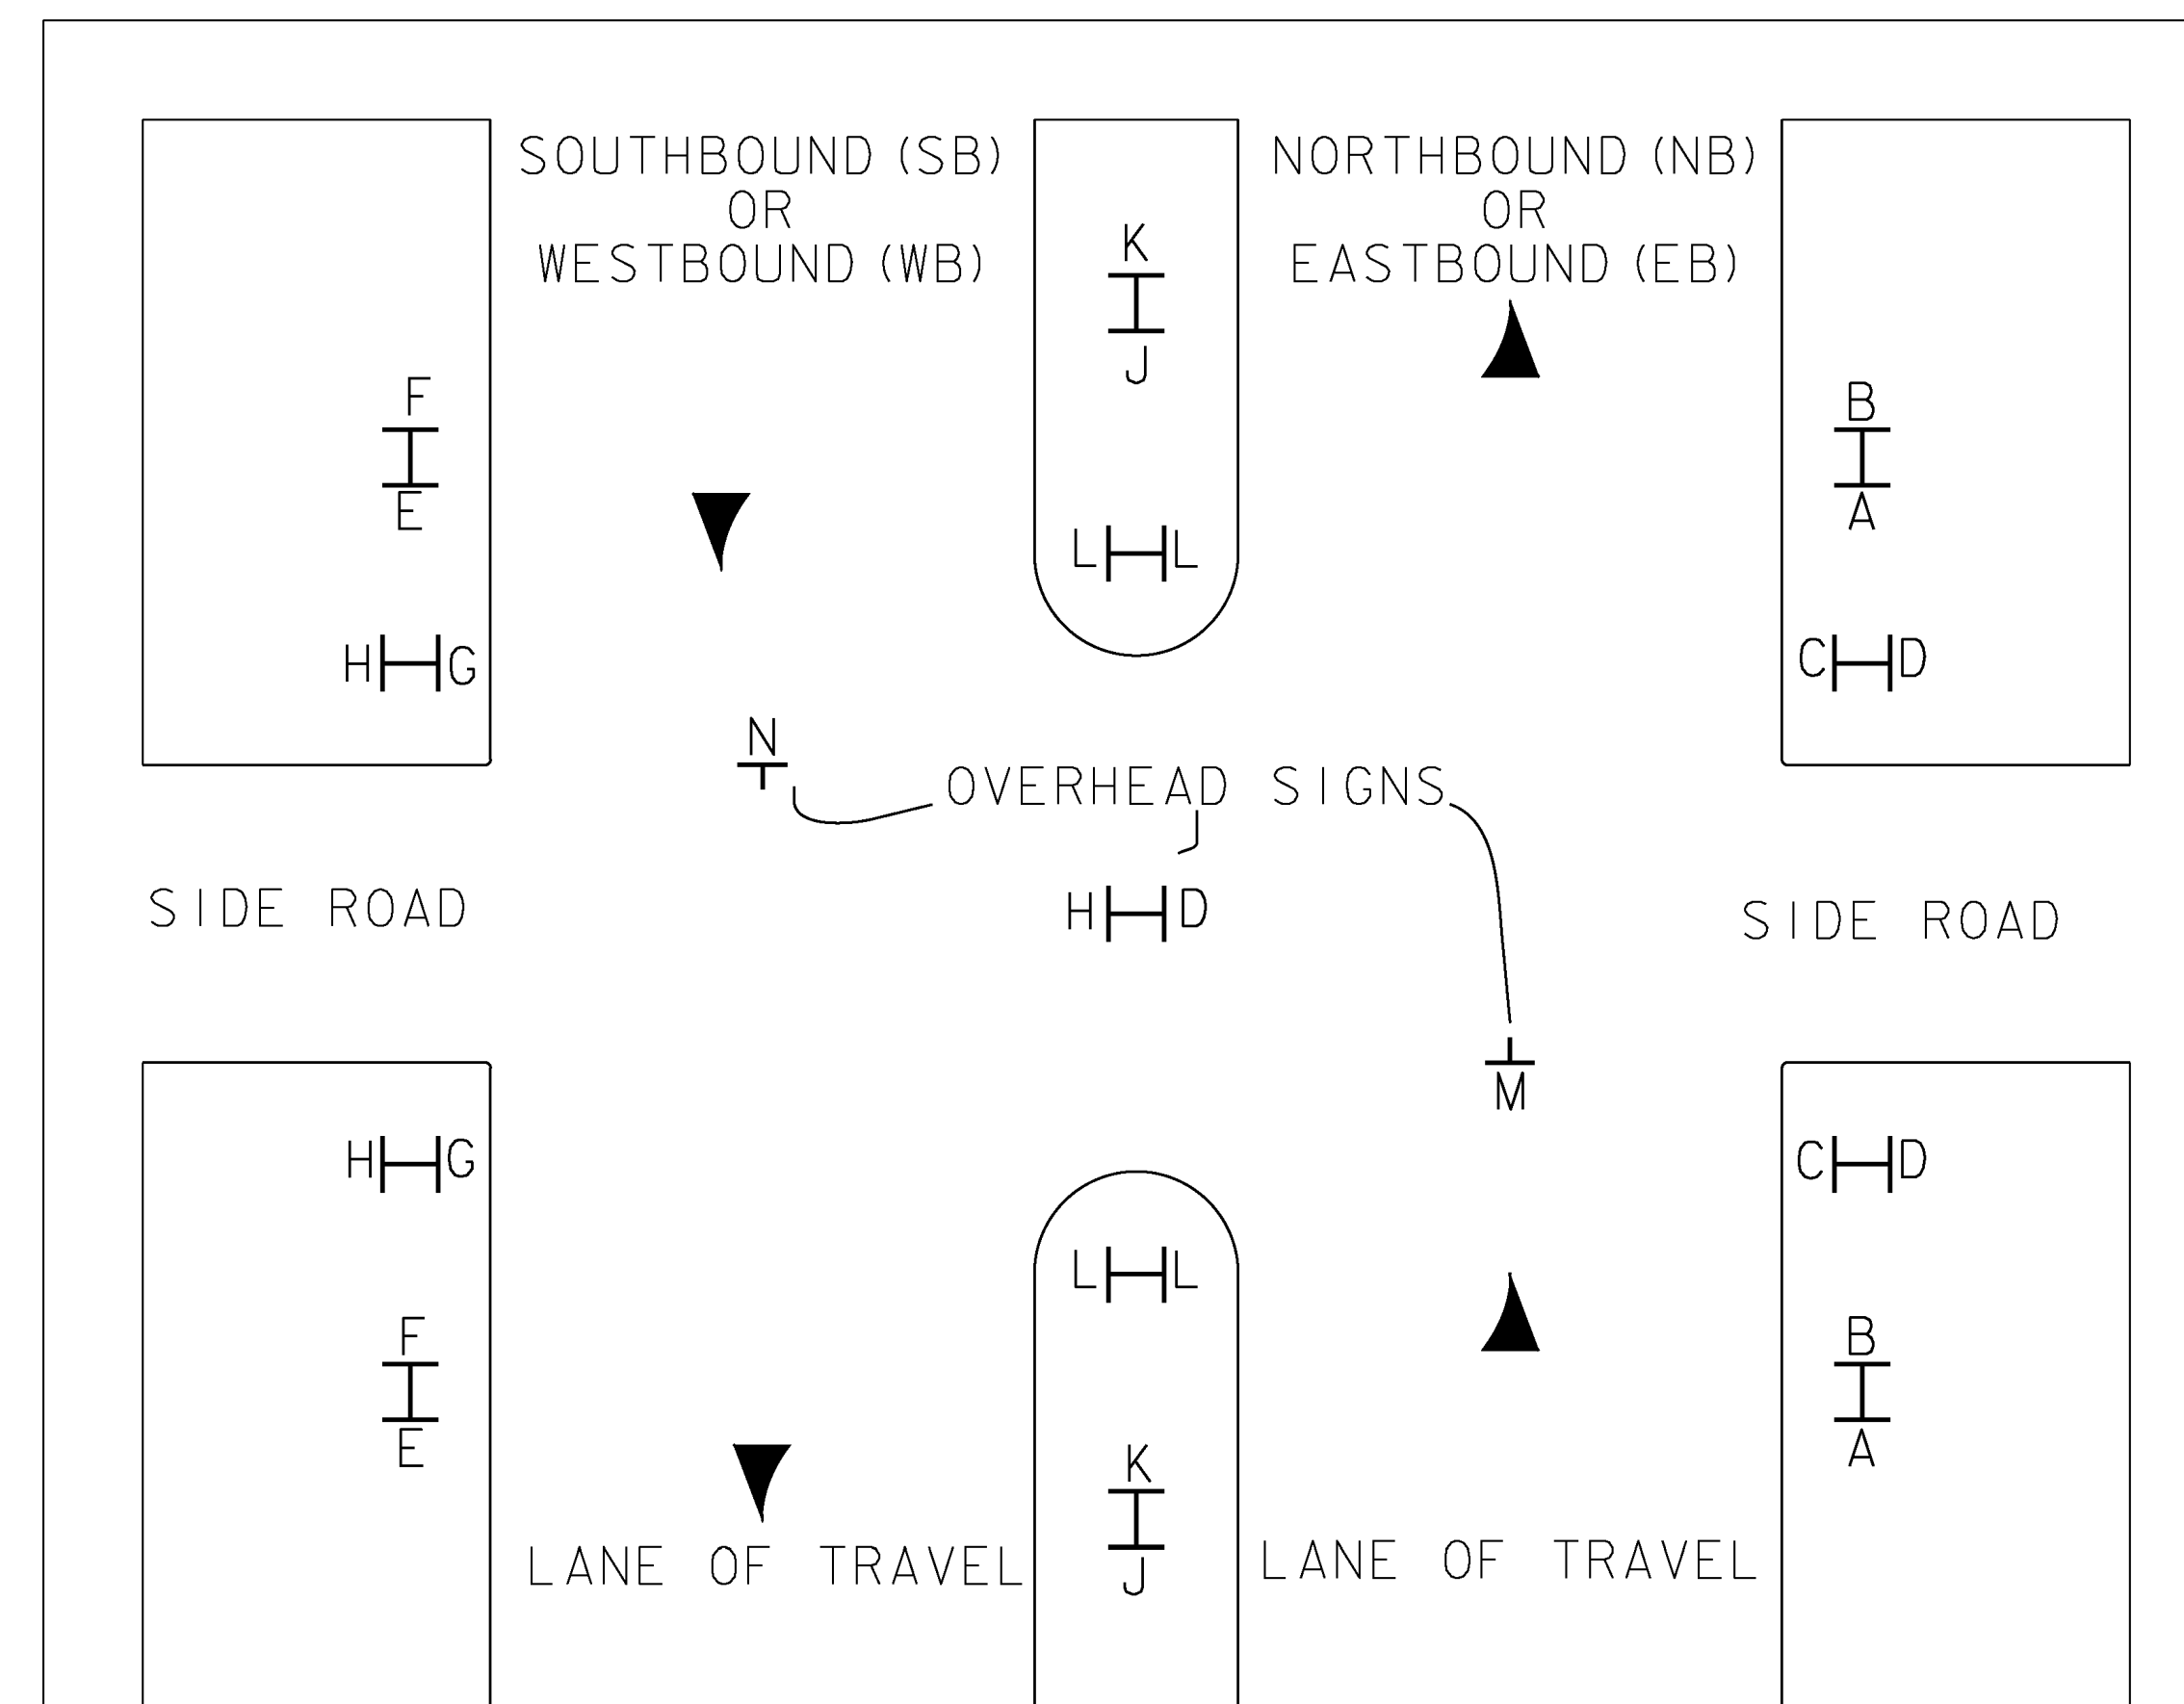 SOUTHBOUND (SB)
OR
WESTBOUND (WB)
NORTHBOUND (NB)
OR
EASTBOUND (EB)
K
J
F
E
B
A
L L
H G
C D
N
OVERHEAD SIGNS
H D
SIDE ROAD
SIDE ROAD
M
H G
C D
L L
F
E
B
A
K
J
LANE OF TRAVEL
LANE OF TRAVEL